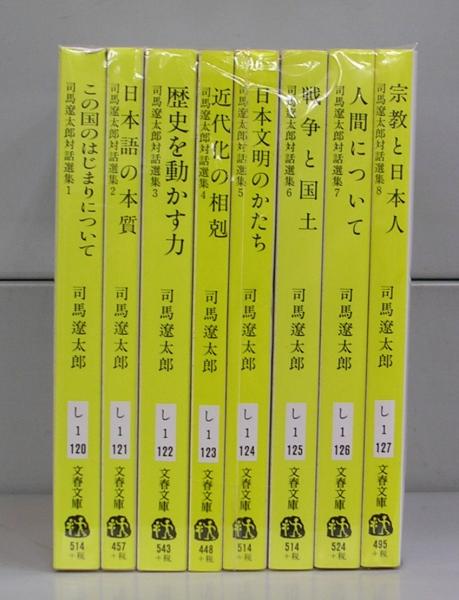 この国のはじまりについて
司馬遼太郎対話選集1
司馬遼太郎
し
1
120
文春文庫
514
+税
日本語の本質
司馬遼太郎対話選集2
司馬遼太郎
し
1
121
文春文庫
457
+税
歴史を動かす力
司馬遼太郎対話選集3
司馬遼太郎
し
1
122
文春文庫
543
+税
近代化の相剋
司馬遼太郎対話選集4
司馬遼太郎
し
1
123
文春文庫
448
+税
日本文明のかたち
司馬遼太郎対話選集5
司馬遼太郎
し
1
124
文春文庫
514
+税
戦争と国土
司馬遼太郎対話選集6
司馬遼太郎
し
1
125
文春文庫
514
+税
人間について
司馬遼太郎対話選集7
司馬遼太郎
し
1
126
文春文庫
524
+税
宗教と日本人
司馬遼太郎対話選集8
司馬遼太郎
し
1
127
文春文庫
495
+税